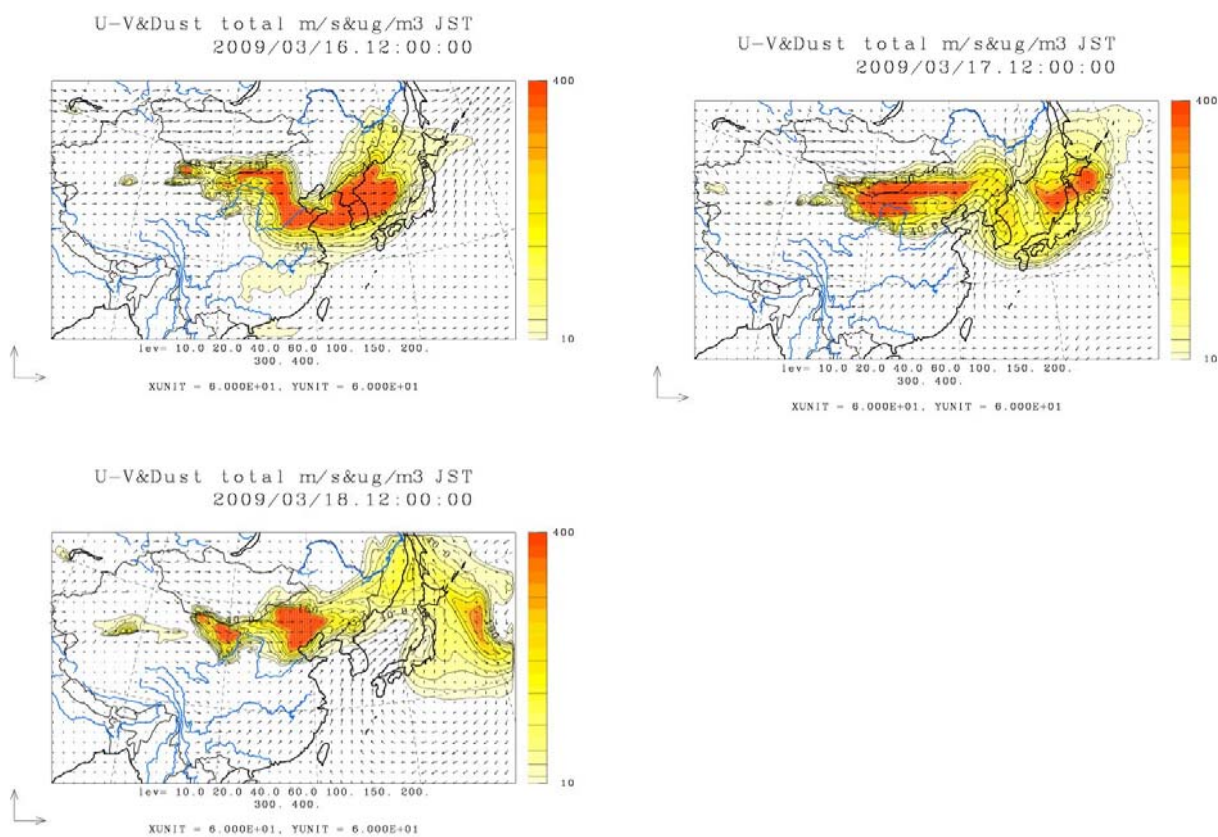 U-V&Dust total m/s&ug/m3 JST
2009/03/16.12:00:00
400
10
lev= 10.0 20.0 40.0 60.0 100. 150. 200.
300. 400.
XUNIT = 6.000E+01, YUNIT = 6.000E+01
U-V&Dust total m/s&ug/m3 JST
2009/03/17.12:00:00
400
10
lev= 10.0 20.0 40.0 60.0 100. 150. 200.
300. 400.
XUNIT = 6.000E+01, YUNIT = 6.000E+01
U-V&Dust total m/s&ug/m3 JST
2009/03/18.12:00:00
400
10
lev= 10.0 20.0 40.0 60.0 100. 150. 200.
300. 400.
XUNIT = 6.000E+01, YUNIT = 6.000E+01